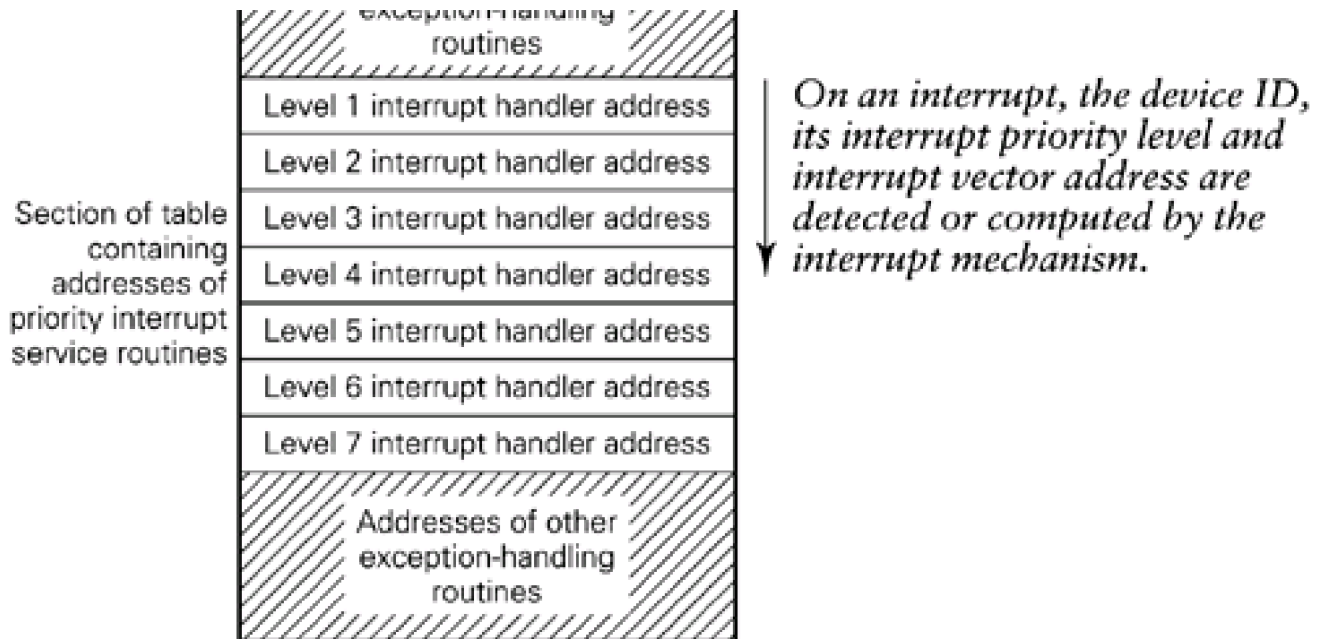 exception-handling
routines
Level 1 interrupt handler address
Level 2 interrupt handler address
Level 3 interrupt handler address
Level 4 interrupt handler address
Level 5 interrupt handler address
Level 6 interrupt handler address
Level 7 interrupt handler address
Addresses of other
exception-handling
routines
Section of table
containing
addresses of
priority interrupt
service routines
On an interrupt, the device ID,
its interrupt priority level and
interrupt vector address are
detected or computed by the
interrupt mechanism.